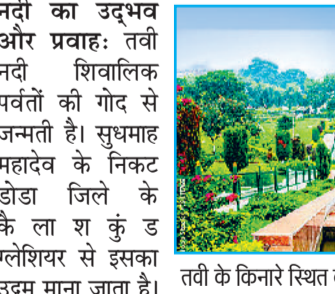 नदी का उद्‌भव
और प्रवाहः तवी
नदी शिवालिक
पर्वतों की गोद से
जन्मती है। सुधमाह
महादेव के निकट
डोडा जिले के
कै ला श कुं ड
ग्लेशियर से इसका
उद्गम माना जाता है।
तवी के किनारे स्थित